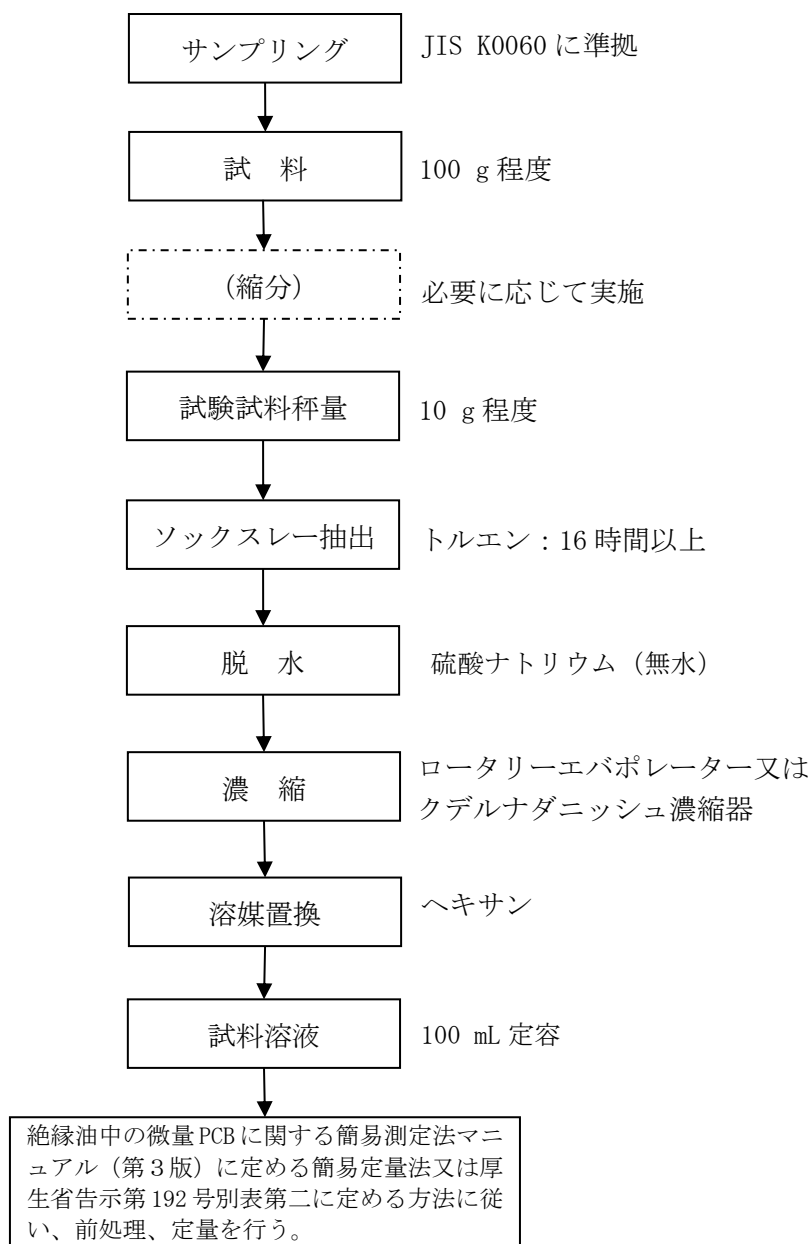 サンプリング JIS K0060 に準拠
試　料 100 g 程度
(縮分) 必要に応じて実施
試験試料秤量 10 g 程度
ソックスレー抽出 トルエン：16 時間以上
脱　水 硫酸ナトリウム（無水）
濃　縮 ロータリーエバポレーター又は
クデルナダニッシュ濃縮器
溶媒置換 ヘキサン
試料溶液 100 mL 定容
絶縁油中の微量 PCB に関する簡易測定法マニ
ュアル（第３版）に定める簡易定量法又は厚
生省告示第 192 号別表第二に定める方法に従
い、前処理、定量を行う。